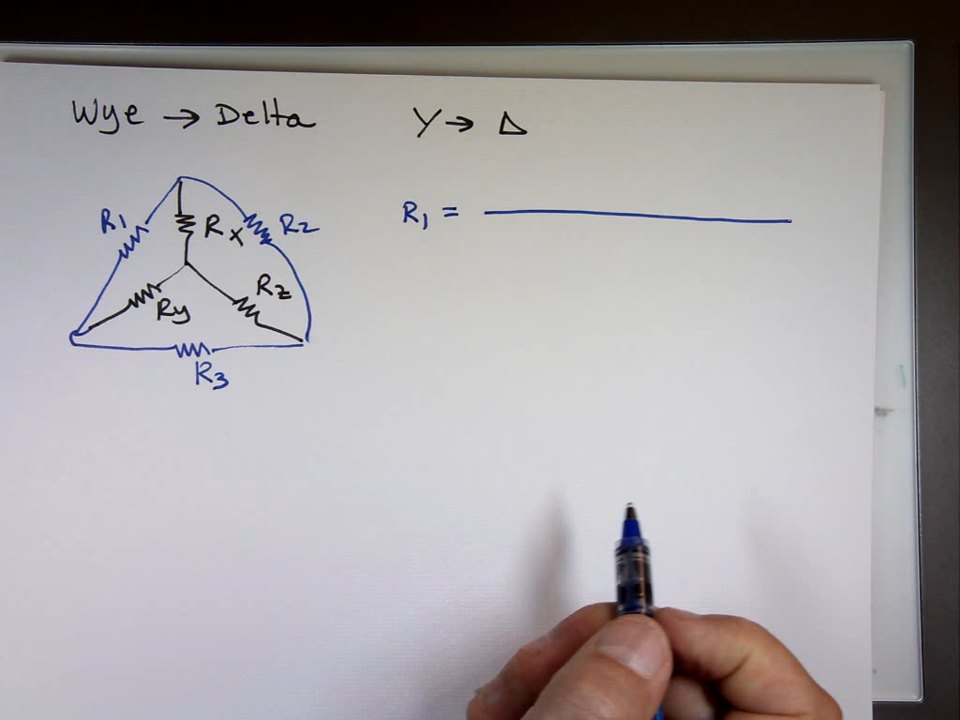 Wye → Delta
Y → Δ
R1
Rx
R2
Ry
Rz
R3
R1 =